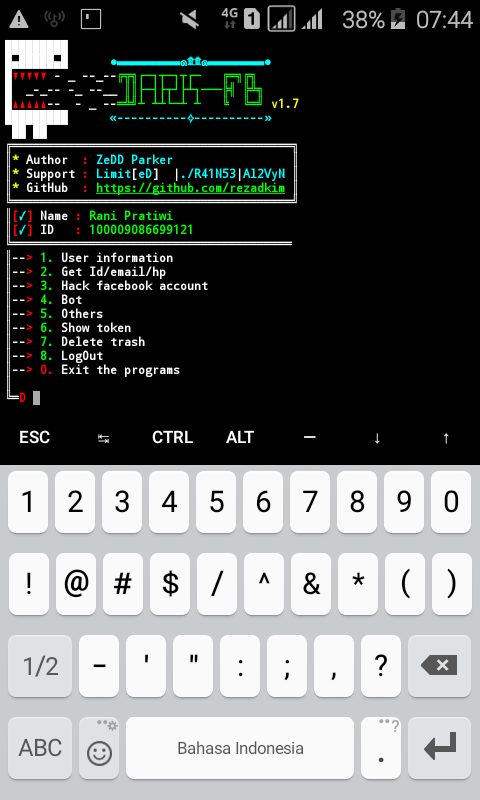 4G 1 38% 07:44
v1.7
* Author : ZeDD Parker
* Support : Limit[eD] |./R41N53|Al2VyN
* GitHub : https://github.com/rezadkim
[✓] Name : Rani Pratiwi
[✓] ID : 100009086699121
--> 1. User information
--> 2. Get Id/email/hp
--> 3. Hack facebook account
--> 4. Bot
--> 5. Others
--> 6. Show token
--> 7. Delete trash
--> 8. LogOut
--> 0. Exit the programs
D
ESC ↹ CTRL ALT — ↓ ↑
1 2 3 4 5 6 7 8 9 0
! @ # $ / ^ & * ( )
1/2 - ' " : ; , ?
ABC Bahasa Indonesia .